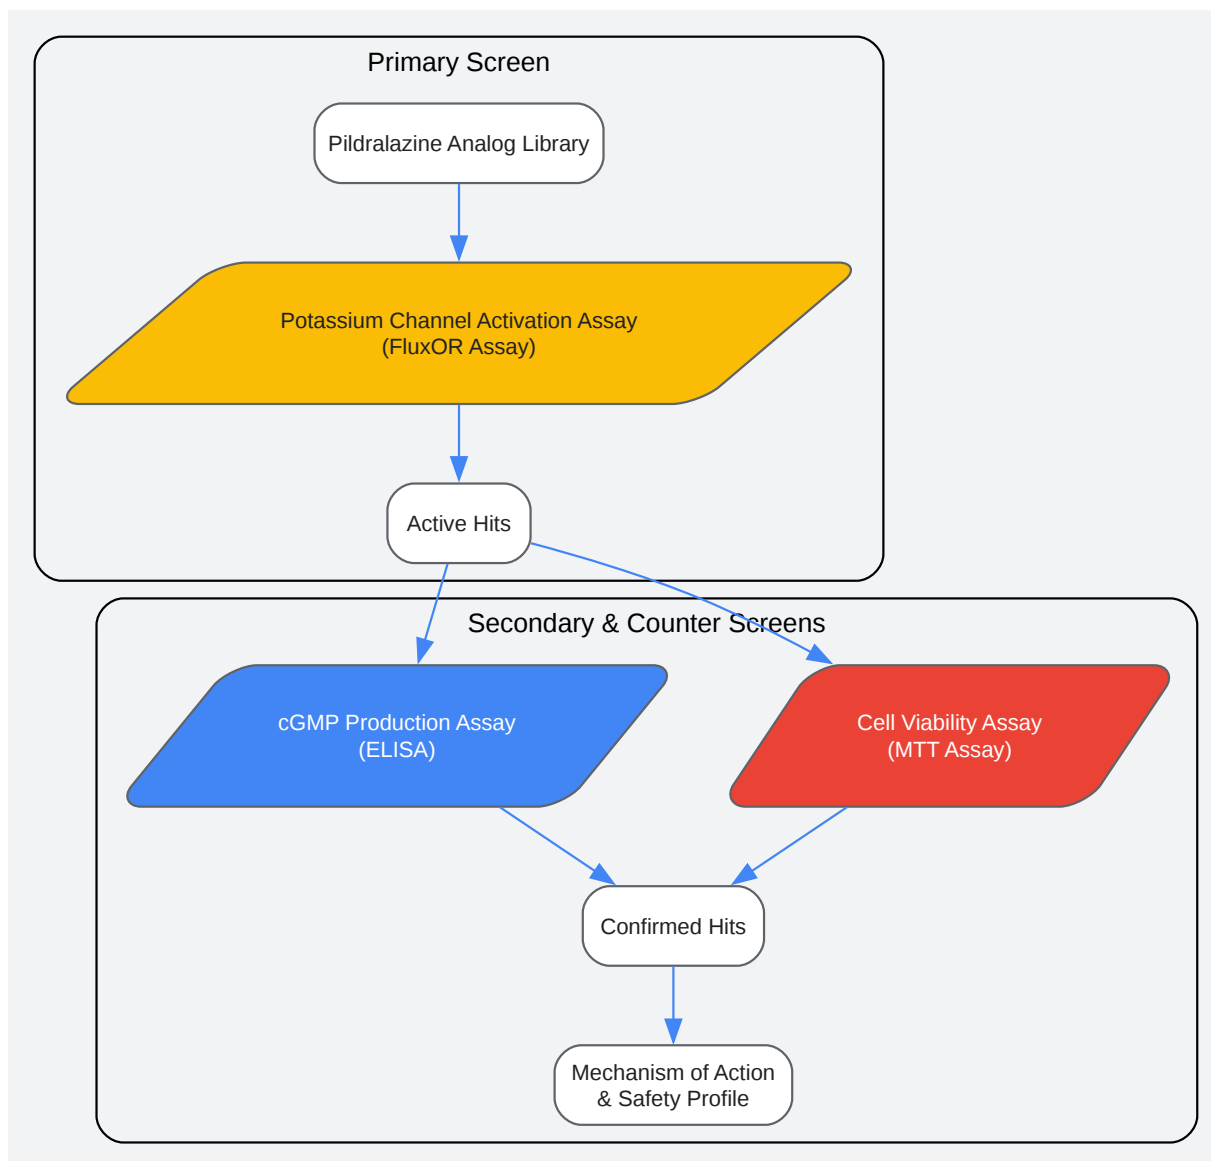 Primary Screen
Pildralazine Analog Library
Potassium Channel Activation Assay
(FluxOR Assay)
Active Hits
Secondary & Counter Screens
cGMP Production Assay
(ELISA)
Cell Viability Assay
(MTT Assay)
Confirmed Hits
Mechanism of Action
& Safety Profile